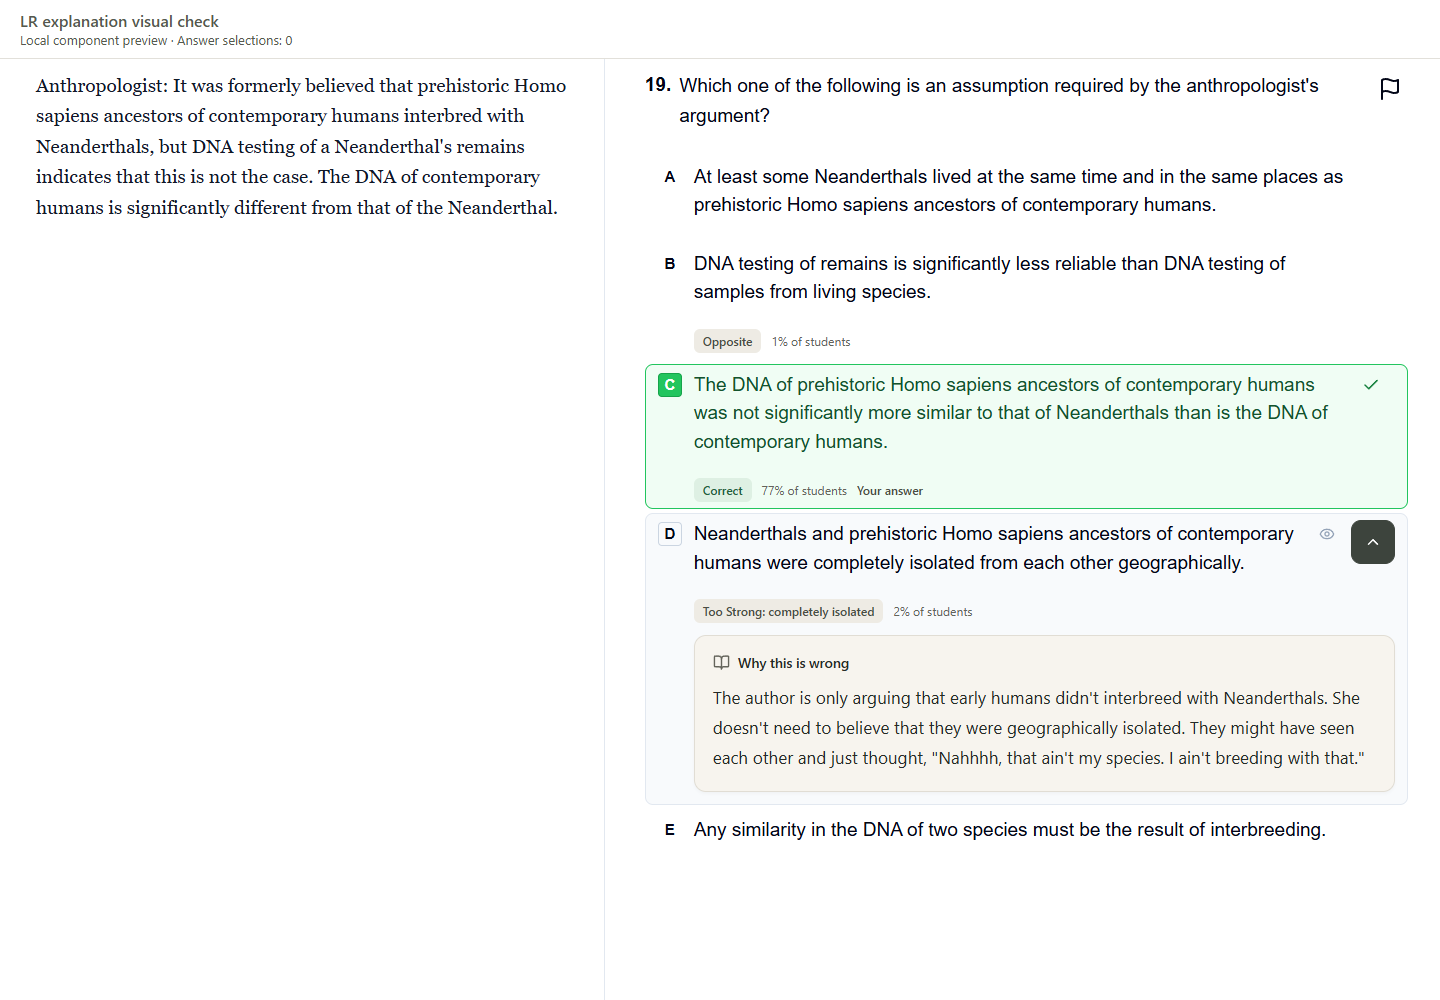 LR explanation visual check
Local component preview · Answer selections: 0
Anthropologist: It was formerly believed that prehistoric Homo
sapiens ancestors of contemporary humans interbred with
Neanderthals, but DNA testing of a Neanderthal's remains
indicates that this is not the case. The DNA of contemporary
humans is significantly different from that of the Neanderthal.
19. Which one of the following is an assumption required by the anthropologist's
argument?
A At least some Neanderthals lived at the same time and in the same places as
prehistoric Homo sapiens ancestors of contemporary humans.
B DNA testing of remains is significantly less reliable than DNA testing of
samples from living species.
Opposite 1% of students
C The DNA of prehistoric Homo sapiens ancestors of contemporary humans
was not significantly more similar to that of Neanderthals than is the DNA of
contemporary humans.
Correct 77% of students Your answer
D Neanderthals and prehistoric Homo sapiens ancestors of contemporary
humans were completely isolated from each other geographically.
Too Strong: completely isolated 2% of students
Why this is wrong
The author is only arguing that early humans didn't interbreed with Neanderthals. She
doesn't need to believe that they were geographically isolated. They might have seen
each other and just thought, "Nahhhh, that ain't my species. I ain't breeding with that."
E Any similarity in the DNA of two species must be the result of interbreeding.